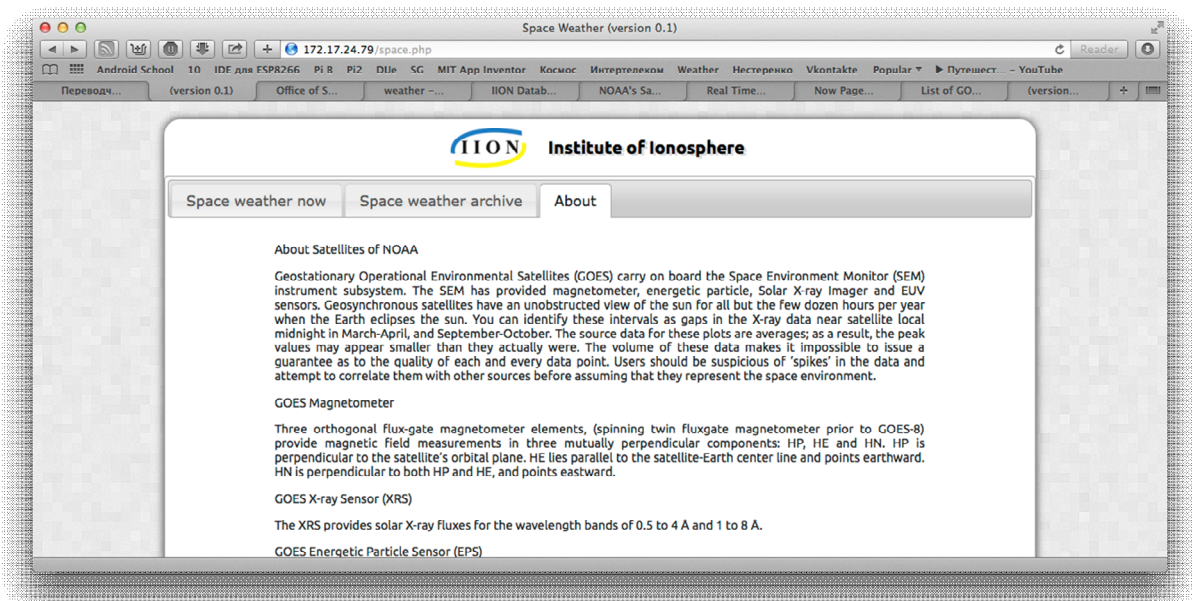 Space Weather (version 0.1)
172.17.24.79/space.php
Reader
Android School 10 IDE для ESP8266 Pi B Pi2 DUe SG MIT App Inventor Космос Интертелеком Weather Нестеренко Vkontakte Popular Путешест... – YouTube
Переводч... (version 0.1) Office of S... weather –... IION Datab... NOAA's Sa... Real Time... Now Page... List of GO... (version...
IION Institute of Ionosphere
Space weather now Space weather archive About
About Satellites of NOAA
Geostationary Operational Environmental Satellites (GOES) carry on board the Space Environment Monitor (SEM)
instrument subsystem. The SEM has provided magnetometer, energetic particle, Solar X-ray Imager and EUV
sensors. Geosynchronous satellites have an unobstructed view of the sun for all but the few dozen hours per year
when the Earth eclipses the sun. You can identify these intervals as gaps in the X-ray data near satellite local
midnight in March-April, and September-October. The source data for these plots are averages; as a result, the peak
values may appear smaller than they actually were. The volume of these data makes it impossible to issue a
guarantee as to the quality of each and every data point. Users should be suspicious of 'spikes' in the data and
attempt to correlate them with other sources before assuming that they represent the space environment.
GOES Magnetometer
Three orthogonal flux-gate magnetometer elements, (spinning twin fluxgate magnetometer prior to GOES-8)
provide magnetic field measurements in three mutually perpendicular components: HP, HE and HN. HP is
perpendicular to the satellite's orbital plane. HE lies parallel to the satellite-Earth center line and points earthward.
HN is perpendicular to both HP and HE, and points eastward.
GOES X-ray Sensor (XRS)
The XRS provides solar X-ray fluxes for the wavelength bands of 0.5 to 4 Å and 1 to 8 Å.
GOES Energetic Particle Sensor (EPS)